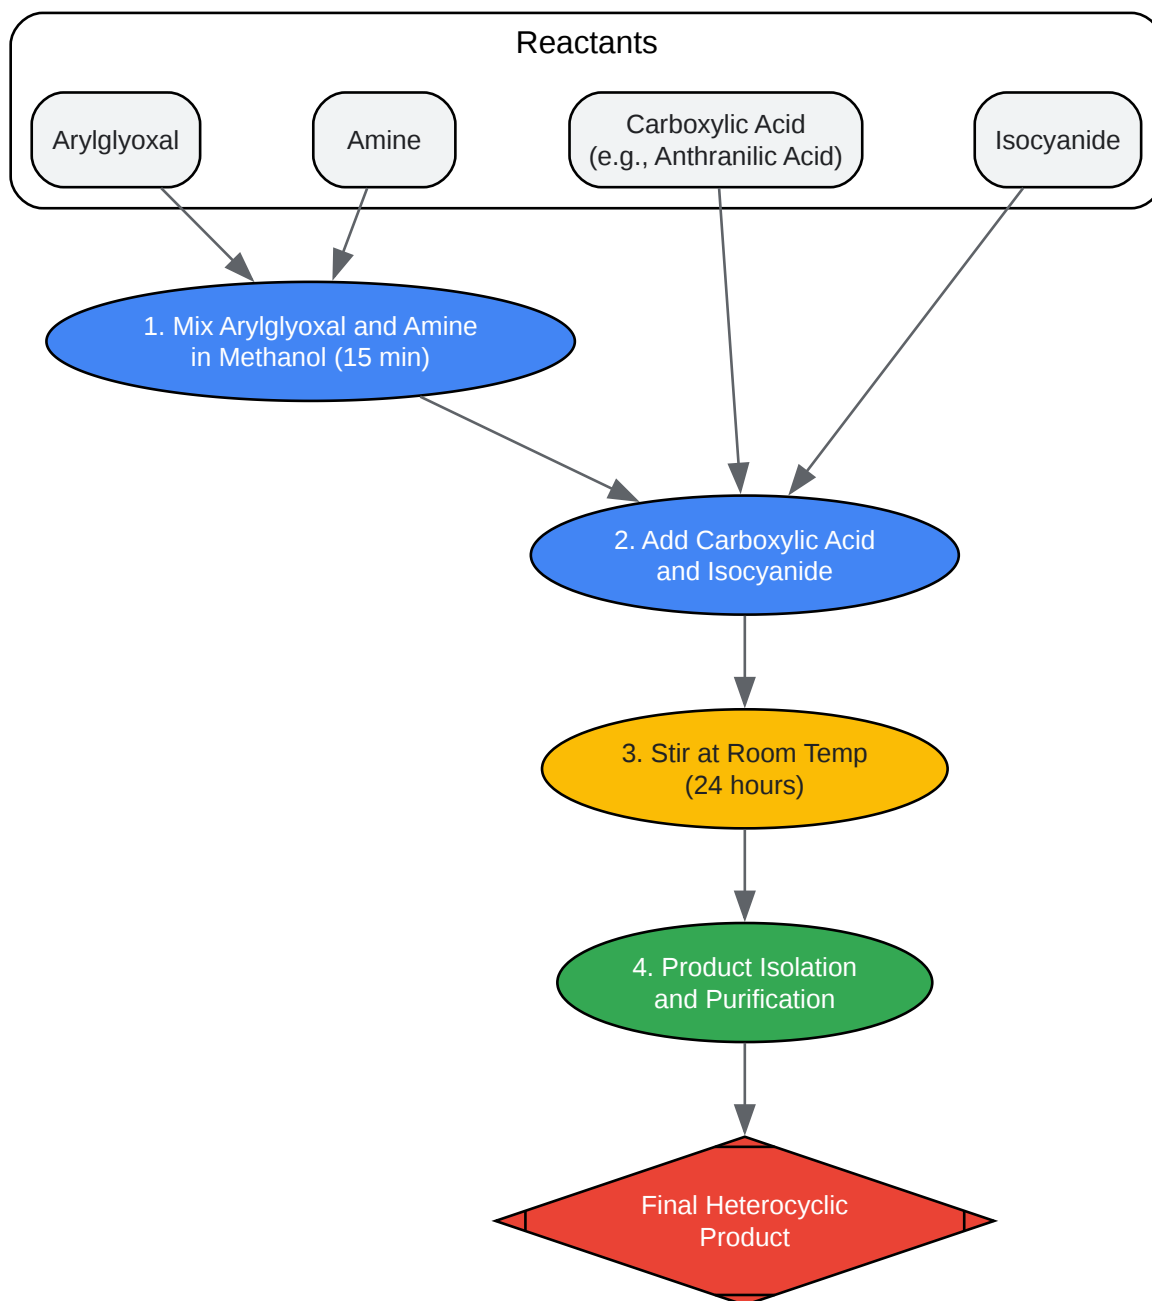 Reactants
Arylglyoxal
Amine
Carboxylic Acid
(e.g., Anthranilic Acid)
Isocyanide
1. Mix Arylglyoxal and Amine
in Methanol (15 min)
2. Add Carboxylic Acid
and Isocyanide
3. Stir at Room Temp
(24 hours)
4. Product Isolation
and Purification
Final Heterocyclic
Product